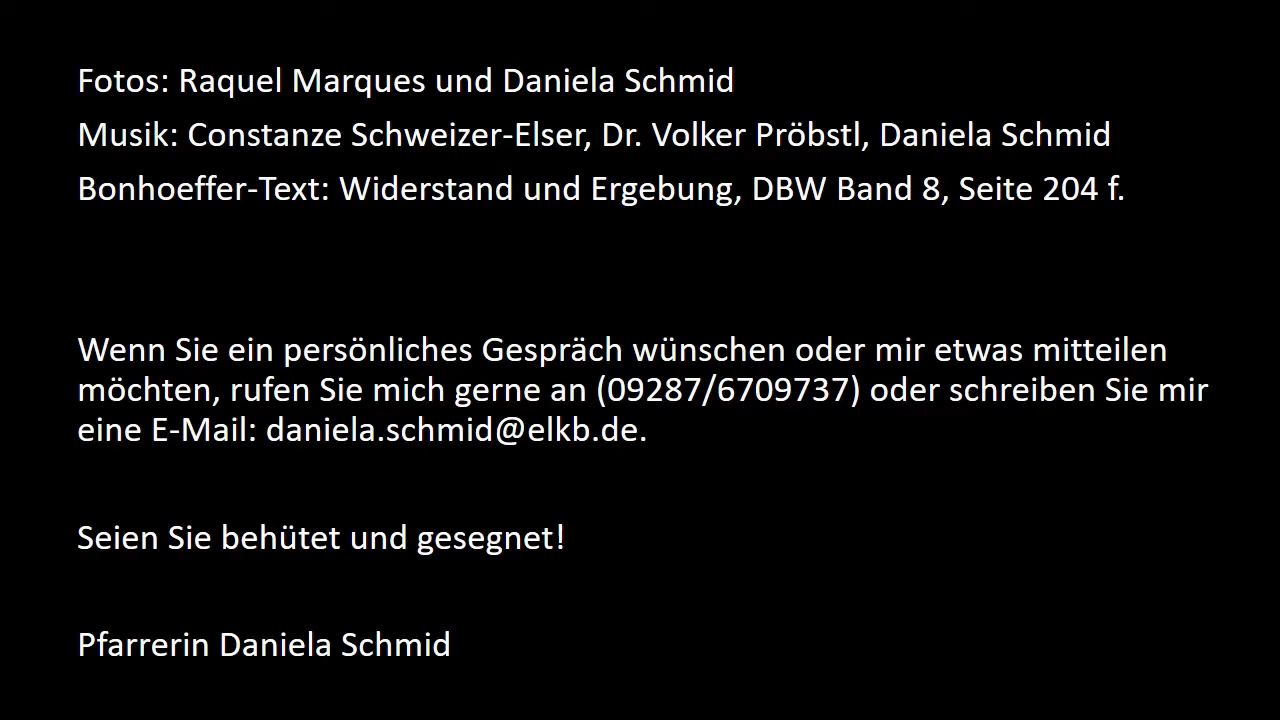 Fotos: Raquel Marques und Daniela Schmid
Musik: Constanze Schweizer-Elser, Dr. Volker Pröbstl, Daniela Schmid
Bonhoeffer-Text: Widerstand und Ergebung, DBW Band 8, Seite 204 f.
Wenn Sie ein persönliches Gespräch wünschen oder mir etwas mitteilen
möchten, rufen Sie mich gerne an (09287/6709737) oder schreiben Sie mir
eine E-Mail: daniela.schmid@elkb.de.
Seien Sie behütet und gesegnet!
Pfarrerin Daniela Schmid